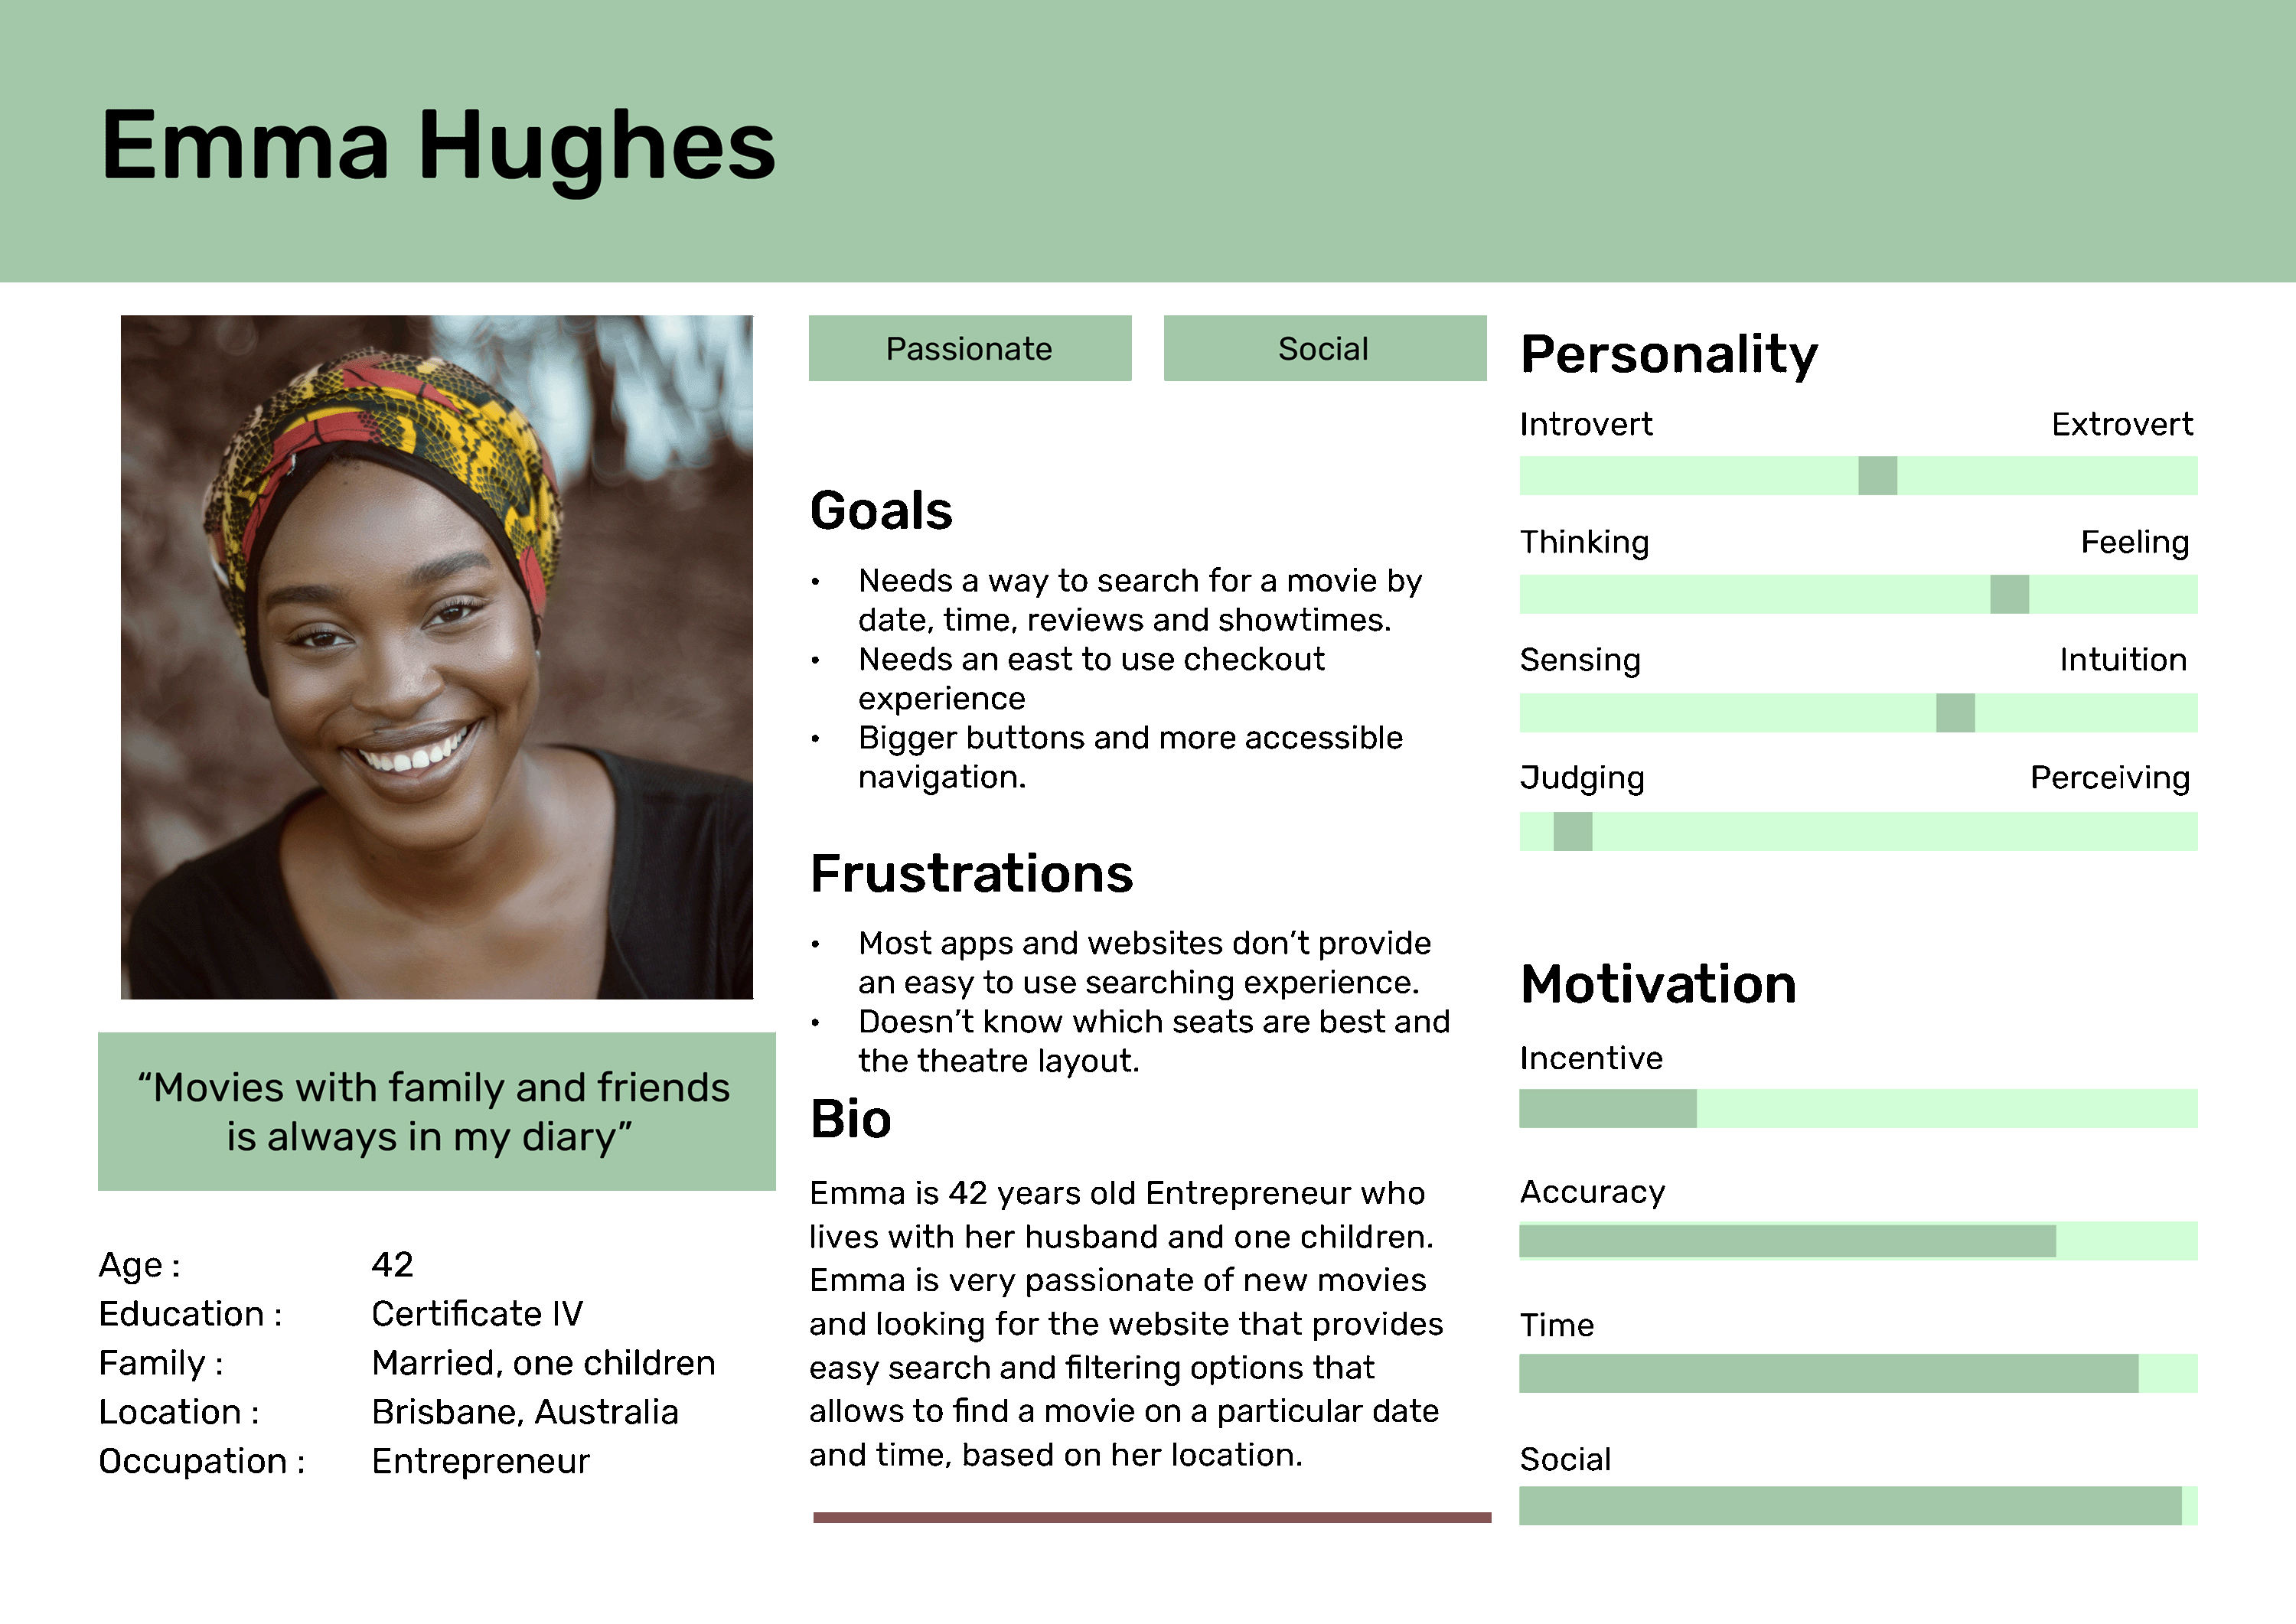 Emma Hughes
“Movies with family and friends
is always in my diary”
Age : 42
Education : Certificate IV
Family : Married, one children
Location : Brisbane, Australia
Occupation : Entrepreneur
Passionate
Social
Goals
• Needs a way to search for a movie by
date, time, reviews and showtimes.
• Needs an east to use checkout
experience
• Bigger buttons and more accessible
navigation.
Frustrations
• Most apps and websites don’t provide
an easy to use searching experience.
• Doesn’t know which seats are best and
the theatre layout.
Bio
Emma is 42 years old Entrepreneur who
lives with her husband and one children.
Emma is very passionate of new movies
and looking for the website that provides
easy search and filtering options that
allows to find a movie on a particular date
and time, based on her location.
Personality
Introvert Extrovert
Thinking Feeling
Sensing Intuition
Judging Perceiving
Motivation
Incentive
Accuracy
Time
Social